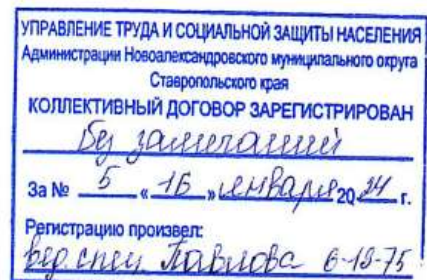 УПРАВЛЕНИЕ ТРУДА И СОЦИАЛЬНОЙ ЗАЩИТЫ НАСЕЛЕНИЯ
Администрации Новоалександровского муниципального округа
Ставропольского края
КОЛЛЕКТИВНЫЙ ДОГОВОР ЗАРЕГИСТРИРОВАН
без замечаний
За № 5 «16» января 2024 г.
Регистрацию произвел:
вед. спец Павлова 6-19-75